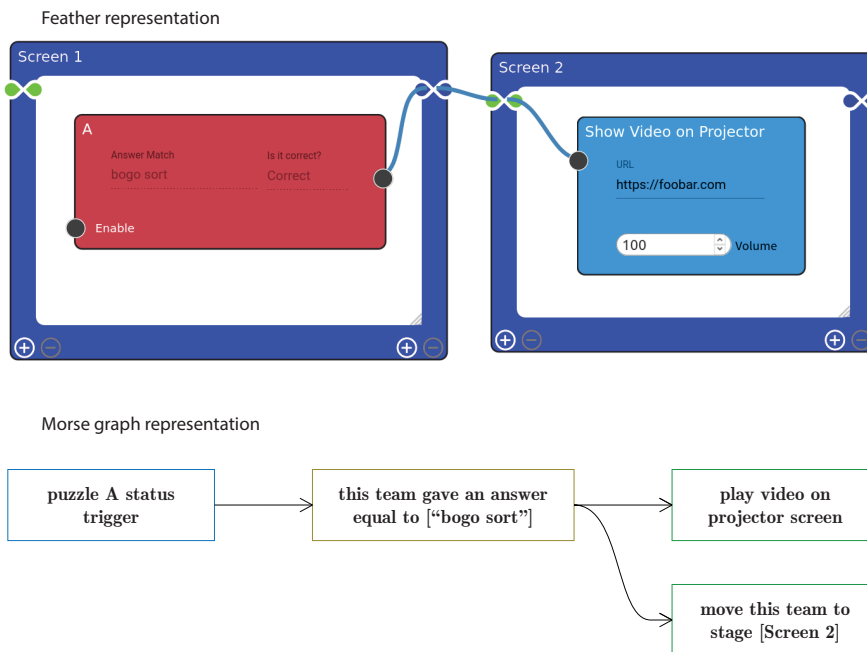 Feather representation
Screen 1
Screen 2
A
Answer Match
Is it correct?
bogo sort
Correct
Enable
Show Video on Projector
URL
https://foobar.com
100
Volume
Morse graph representation
puzzle A status
trigger
this team gave an answer
equal to [“bogo sort”]
play video on
projector screen
move this team to
stage [Screen 2]